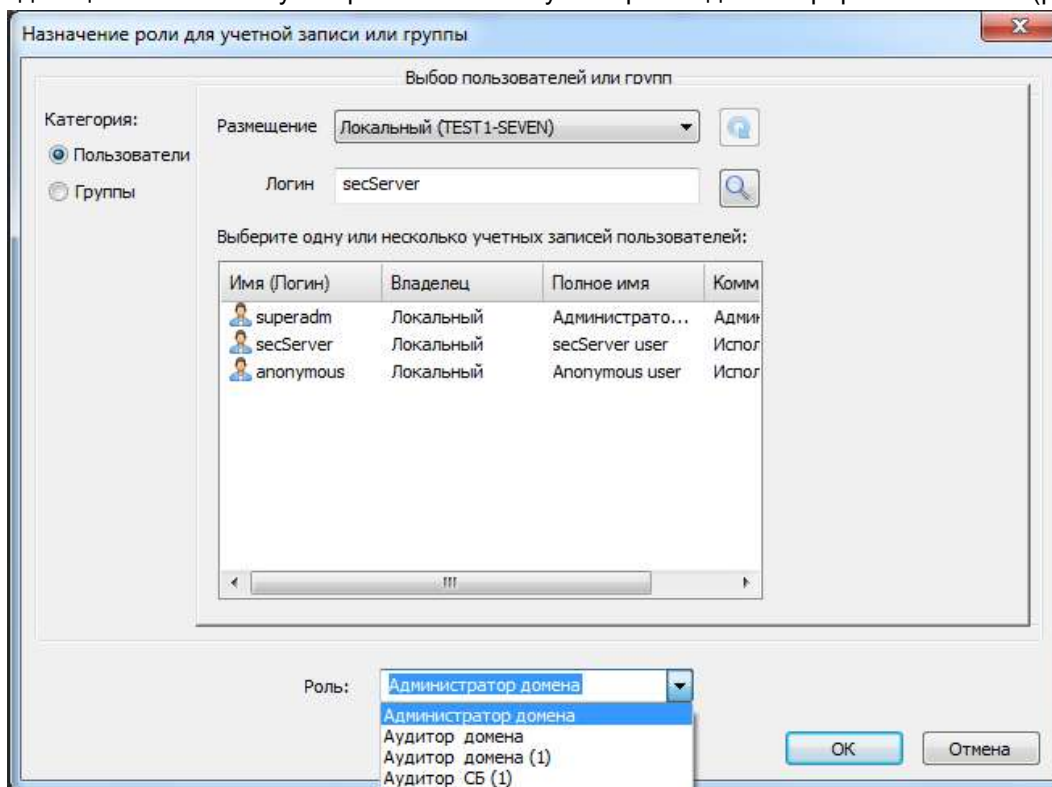 Назначение роли для учетной записи или группы
Выбор пользователей или групп
Категория:
Пользователи
Группы
Размещение Локальный (TEST1-SEVEN)
Логин secServer
Выберите одну или несколько учетных записей пользователей:
Имя (Логин) Владелец Полное имя Комм
superadm Локальный Администрато... Админ
secServer Локальный secServer user Испол
anonymous Локальный Anonymous user Испол
Роль: Администратор домена
Администратор домена
Аудитор домена
Аудитор домена (1)
Аудитор СБ (1)
OK Отмена